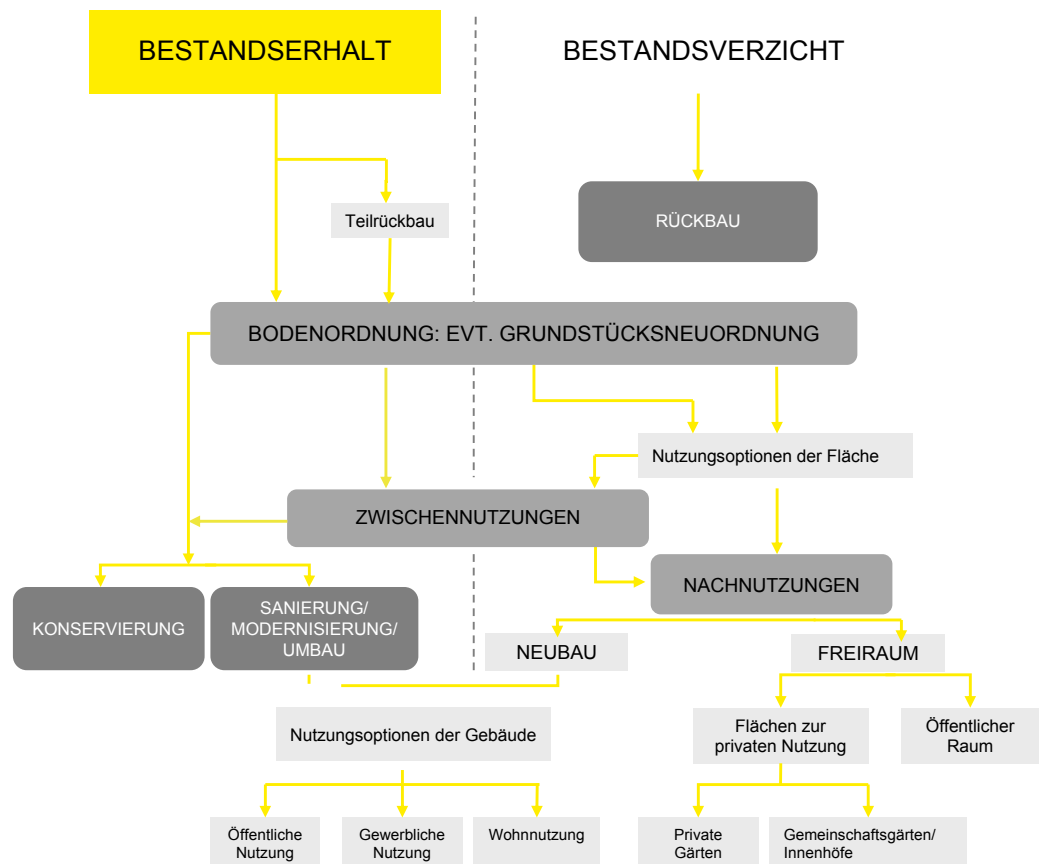 BESTANDSERHALT
BESTANDSVERZICHT
RÜCKBAU
Teilrückbau
BODENORDNUNG: EVT. GRUNDSTÜCKSNEUORDNUNG
Nutzungsoptionen der Fläche
ZWISCHENNUTZUNGEN
NACHNUTZUNGEN
KONSERVIERUNG
SANIERUNG/
MODERNISIERUNG/
UMBAU
NEUBAU
FREIRAUM
Nutzungsoptionen der Gebäude
Flächen zur
privaten Nutzung
Öffentlicher
Raum
Öffentliche
Nutzung
Gewerbliche
Nutzung
Wohnnutzung
Private
Gärten
Gemeinschaftsgärten/
Innenhöfe